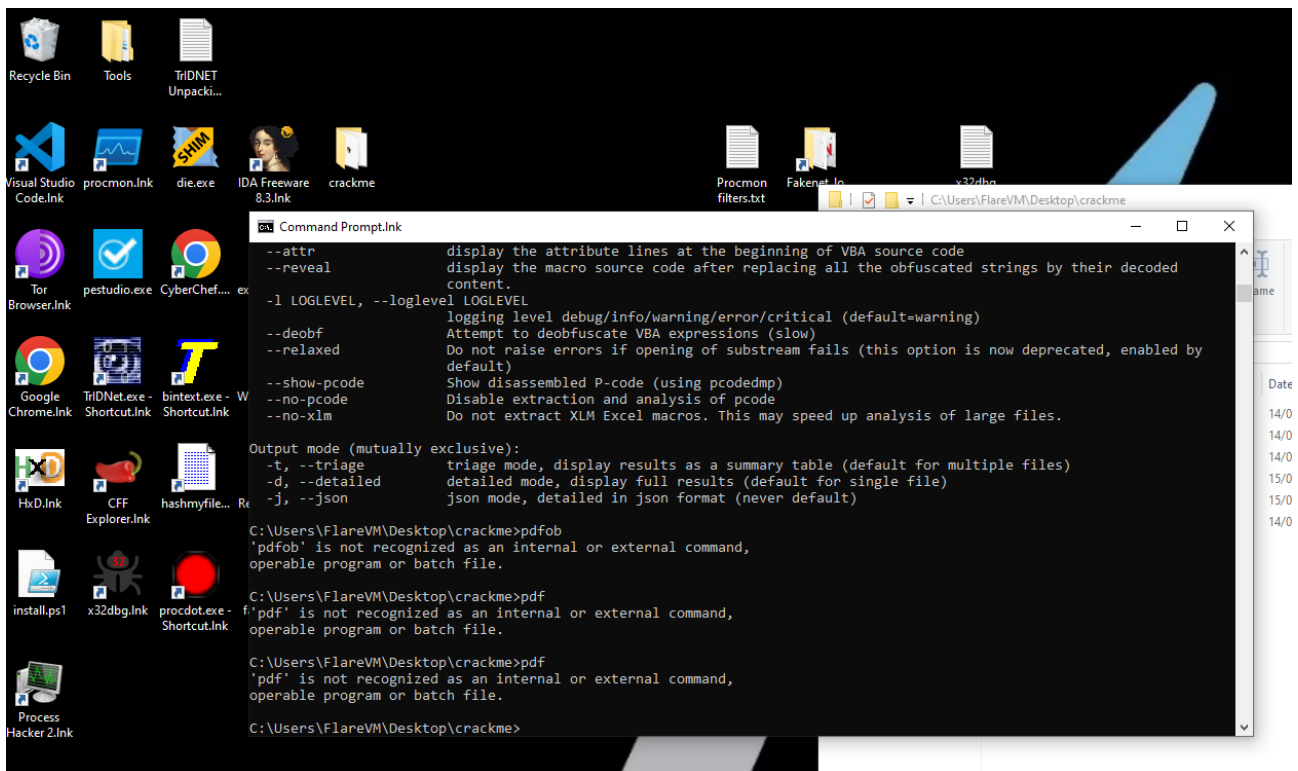 Recycle Bin
Tools
TrIDNET
Unpacki...
Visual Studio
Code.lnk
procmon.lnk
die.exe
SHIM
IDA Freeware
8.3.lnk
crackme
Procmon
filters.txt
C:\Users\FlareVM\Desktop\crackme
Command Prompt.lnk
--attr display the attribute lines at the beginning of VBA source code
--reveal display the macro source code after replacing all the obfuscated strings by their decoded
content.
-l LOGLEVEL, --loglevel LOGLEVEL
logging level debug/info/warning/error/critical (default=warning)
--deobf Attempt to deobfuscate VBA expressions (slow)
--relaxed Do not raise errors if opening of substream fails (this option is now deprecated, enabled by
default)
--show-pcode Show disassembled P-code (using pcodedmp)
--no-pcode Disable extraction and analysis of pcode
--no-xlm Do not extract XLM Excel macros. This may speed up analysis of large files.
Output mode (mutually exclusive):
-t, --triage triage mode, display results as a summary table (default for multiple files)
-d, --detailed detailed mode, display full results (default for single file)
-j, --json json mode, detailed in json format (never default)
C:\Users\FlareVM\Desktop\crackme>pdfob
'pdfob' is not recognized as an internal or external command,
operable program or batch file.
C:\Users\FlareVM\Desktop\crackme>pdf
'pdf' is not recognized as an internal or external command,
operable program or batch file.
C:\Users\FlareVM\Desktop\crackme>pdf
'pdf' is not recognized as an internal or external command,
operable program or batch file.
C:\Users\FlareVM\Desktop\crackme>
Tor
Browser.lnk
pestudio.exe
CyberChef....
Google
Chrome.lnk
TrIDNet.exe -
Shortcut.lnk
bintext.exe -
Shortcut.lnk
HxD.lnk
CFF
Explorer.lnk
hashmyfile...
install.ps1
x32dbg.lnk
procdot.exe -
Shortcut.lnk
Process
Hacker 2.lnk
Date
14/0
14/0
14/0
15/0
15/0
14/0